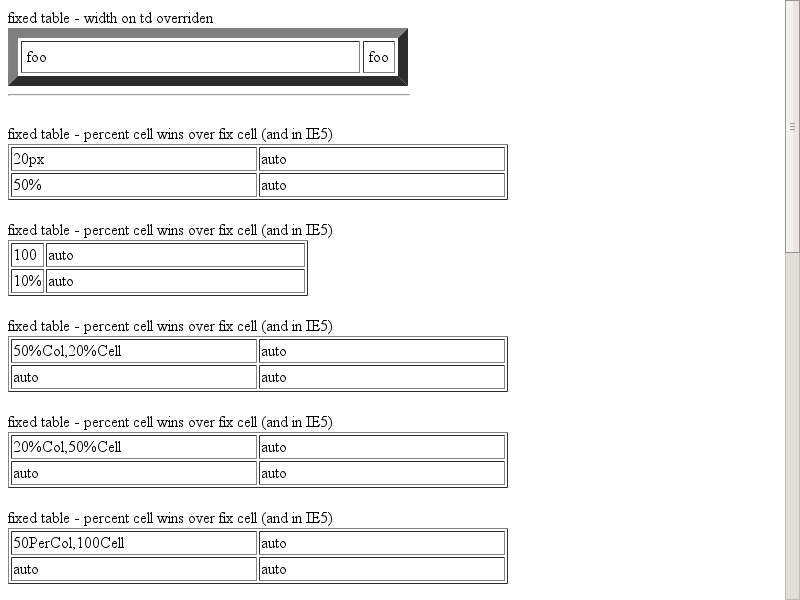 fixed table - width on td overriden
foo foo
fixed table - percent cell wins over fix cell (and in IE5)
20px auto
50% auto
fixed table - percent cell wins over fix cell (and in IE5)
100 auto
10% auto
fixed table - percent cell wins over fix cell (and in IE5)
50%Col,20%Cell auto
auto auto
fixed table - percent cell wins over fix cell (and in IE5)
20%Col,50%Cell auto
auto auto
fixed table - percent cell wins over fix cell (and in IE5)
50PerCol,100Cell auto
auto auto